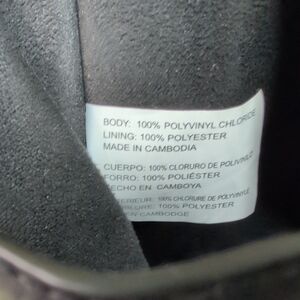 BODY: 100% POLYVINYL CHLORIDE
LINING: 100% POLYESTER
MADE IN CAMBODIA
CUERPO: 100% CLORURO DE POLIVINILO
FORRO: 100% POLIÉSTER
HECHO EN CAMBOYA
100% CHLORURE DE POLYVINYLE
100% POLYESTER
EN CAMBODGE